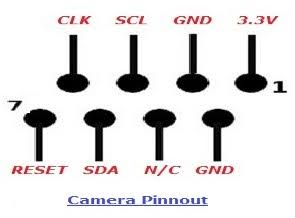 CLK SCL GND 3.3V
1
7
RESET SDA N/C GND
Camera Pinnout